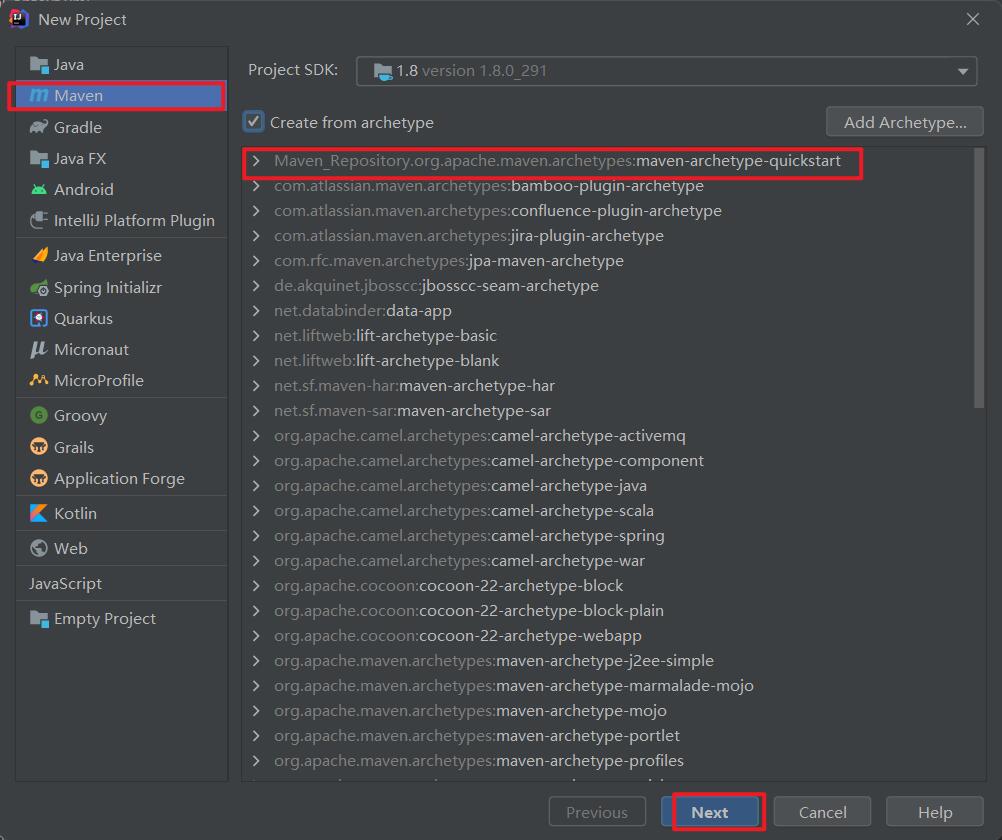 New Project
Java
Maven
Gradle
Java FX
Android
IntelliJ Platform Plugin
Java Enterprise
Spring Initializr
Quarkus
Micronaut
MicroProfile
Groovy
Grails
Application Forge
Kotlin
Web
JavaScript
Empty Project
Project SDK: 1.8 version 1.8.0_291
Create from archetype Add Archetype...
Maven_Repository.org.apache.maven.archetypes:maven-archetype-quickstart
com.atlassian.maven.archetypes:bamboo-plugin-archetype
com.atlassian.maven.archetypes:confluence-plugin-archetype
com.atlassian.maven.archetypes:jira-plugin-archetype
com.rfc.maven.archetypes:jpa-maven-archetype
de.akquinet.jbosscc:jbosscc-seam-archetype
net.databinder:data-app
net.liftweb:lift-archetype-basic
net.liftweb:lift-archetype-blank
net.sf.maven-har:maven-archetype-har
net.sf.maven-sar:maven-archetype-sar
org.apache.camel.archetypes:camel-archetype-activemq
org.apache.camel.archetypes:camel-archetype-component
org.apache.camel.archetypes:camel-archetype-java
org.apache.camel.archetypes:camel-archetype-scala
org.apache.camel.archetypes:camel-archetype-spring
org.apache.camel.archetypes:camel-archetype-war
org.apache.cocoon:cocoon-22-archetype-block
org.apache.cocoon:cocoon-22-archetype-block-plain
org.apache.cocoon:cocoon-22-archetype-webapp
org.apache.maven.archetypes:maven-archetype-j2ee-simple
org.apache.maven.archetypes:maven-archetype-marmalade-mojo
org.apache.maven.archetypes:maven-archetype-mojo
org.apache.maven.archetypes:maven-archetype-portlet
org.apache.maven.archetypes:maven-archetype-profiles
Previous Next Cancel Help